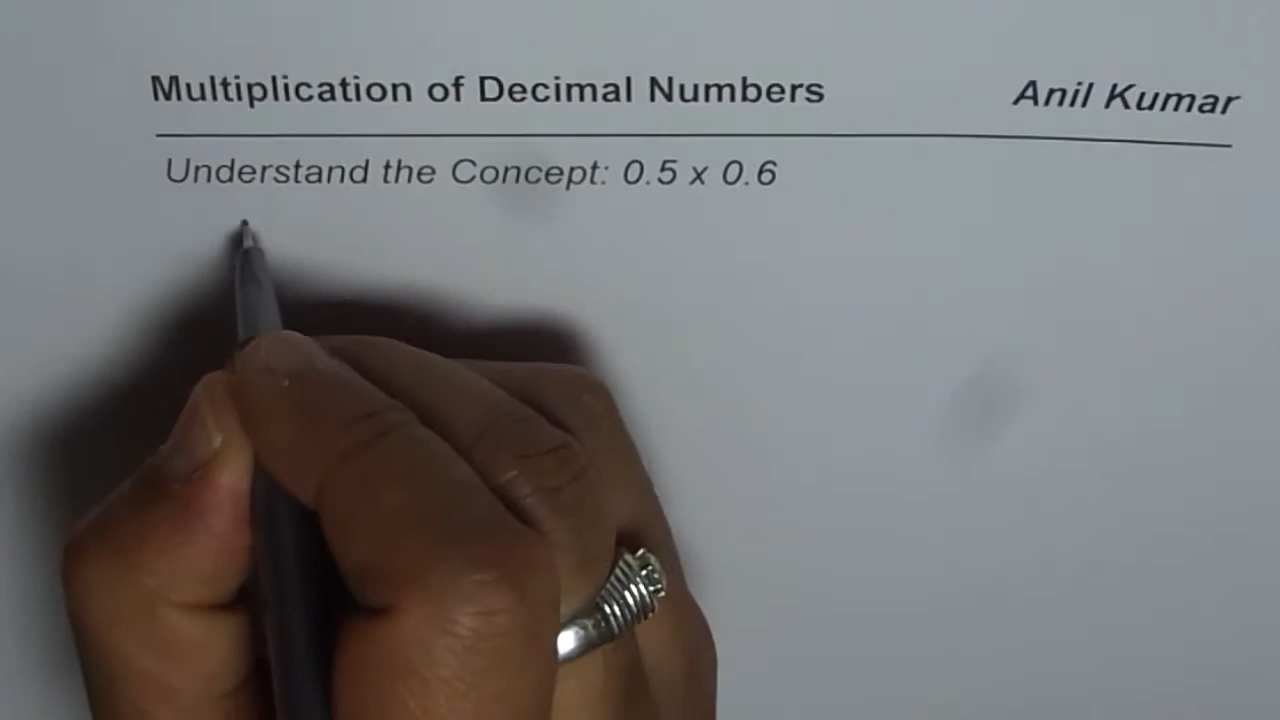 Multiplication of Decimal Numbers Anil Kumar
Understand the Concept: 0.5 x 0.6